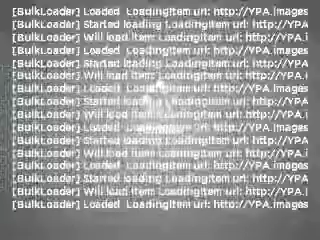 [BulkLoader] Loaded LoadingItem url: http://YPA.images
[BulkLoader] Started loading LoadingItem url: http://YPA
[BulkLoader] Will load item: LoadingItem url: http://YPA.i
[BulkLoader] Loaded LoadingItem url: http://YPA.images
[BulkLoader] Started loading LoadingItem url: http://YPA
[BulkLoader] Will load item: LoadingItem url: http://YPA.i
[BulkLoader] Loaded LoadingItem url: http://YPA.images
[BulkLoader] Started loading LoadingItem url: http://YPA
[BulkLoader] Will load item: LoadingItem url: http://YPA.i
[BulkLoader] Loaded LoadingItem url: http://YPA.images
[BulkLoader] Started loading LoadingItem url: http://YPA
[BulkLoader] Will load item: LoadingItem url: http://YPA.i
[BulkLoader] Loaded LoadingItem url: http://YPA.images
[BulkLoader] Started loading LoadingItem url: http://YPA
[BulkLoader] Will load item: LoadingItem url: http://YPA.i
[BulkLoader] Loaded LoadingItem url: http://YPA.images